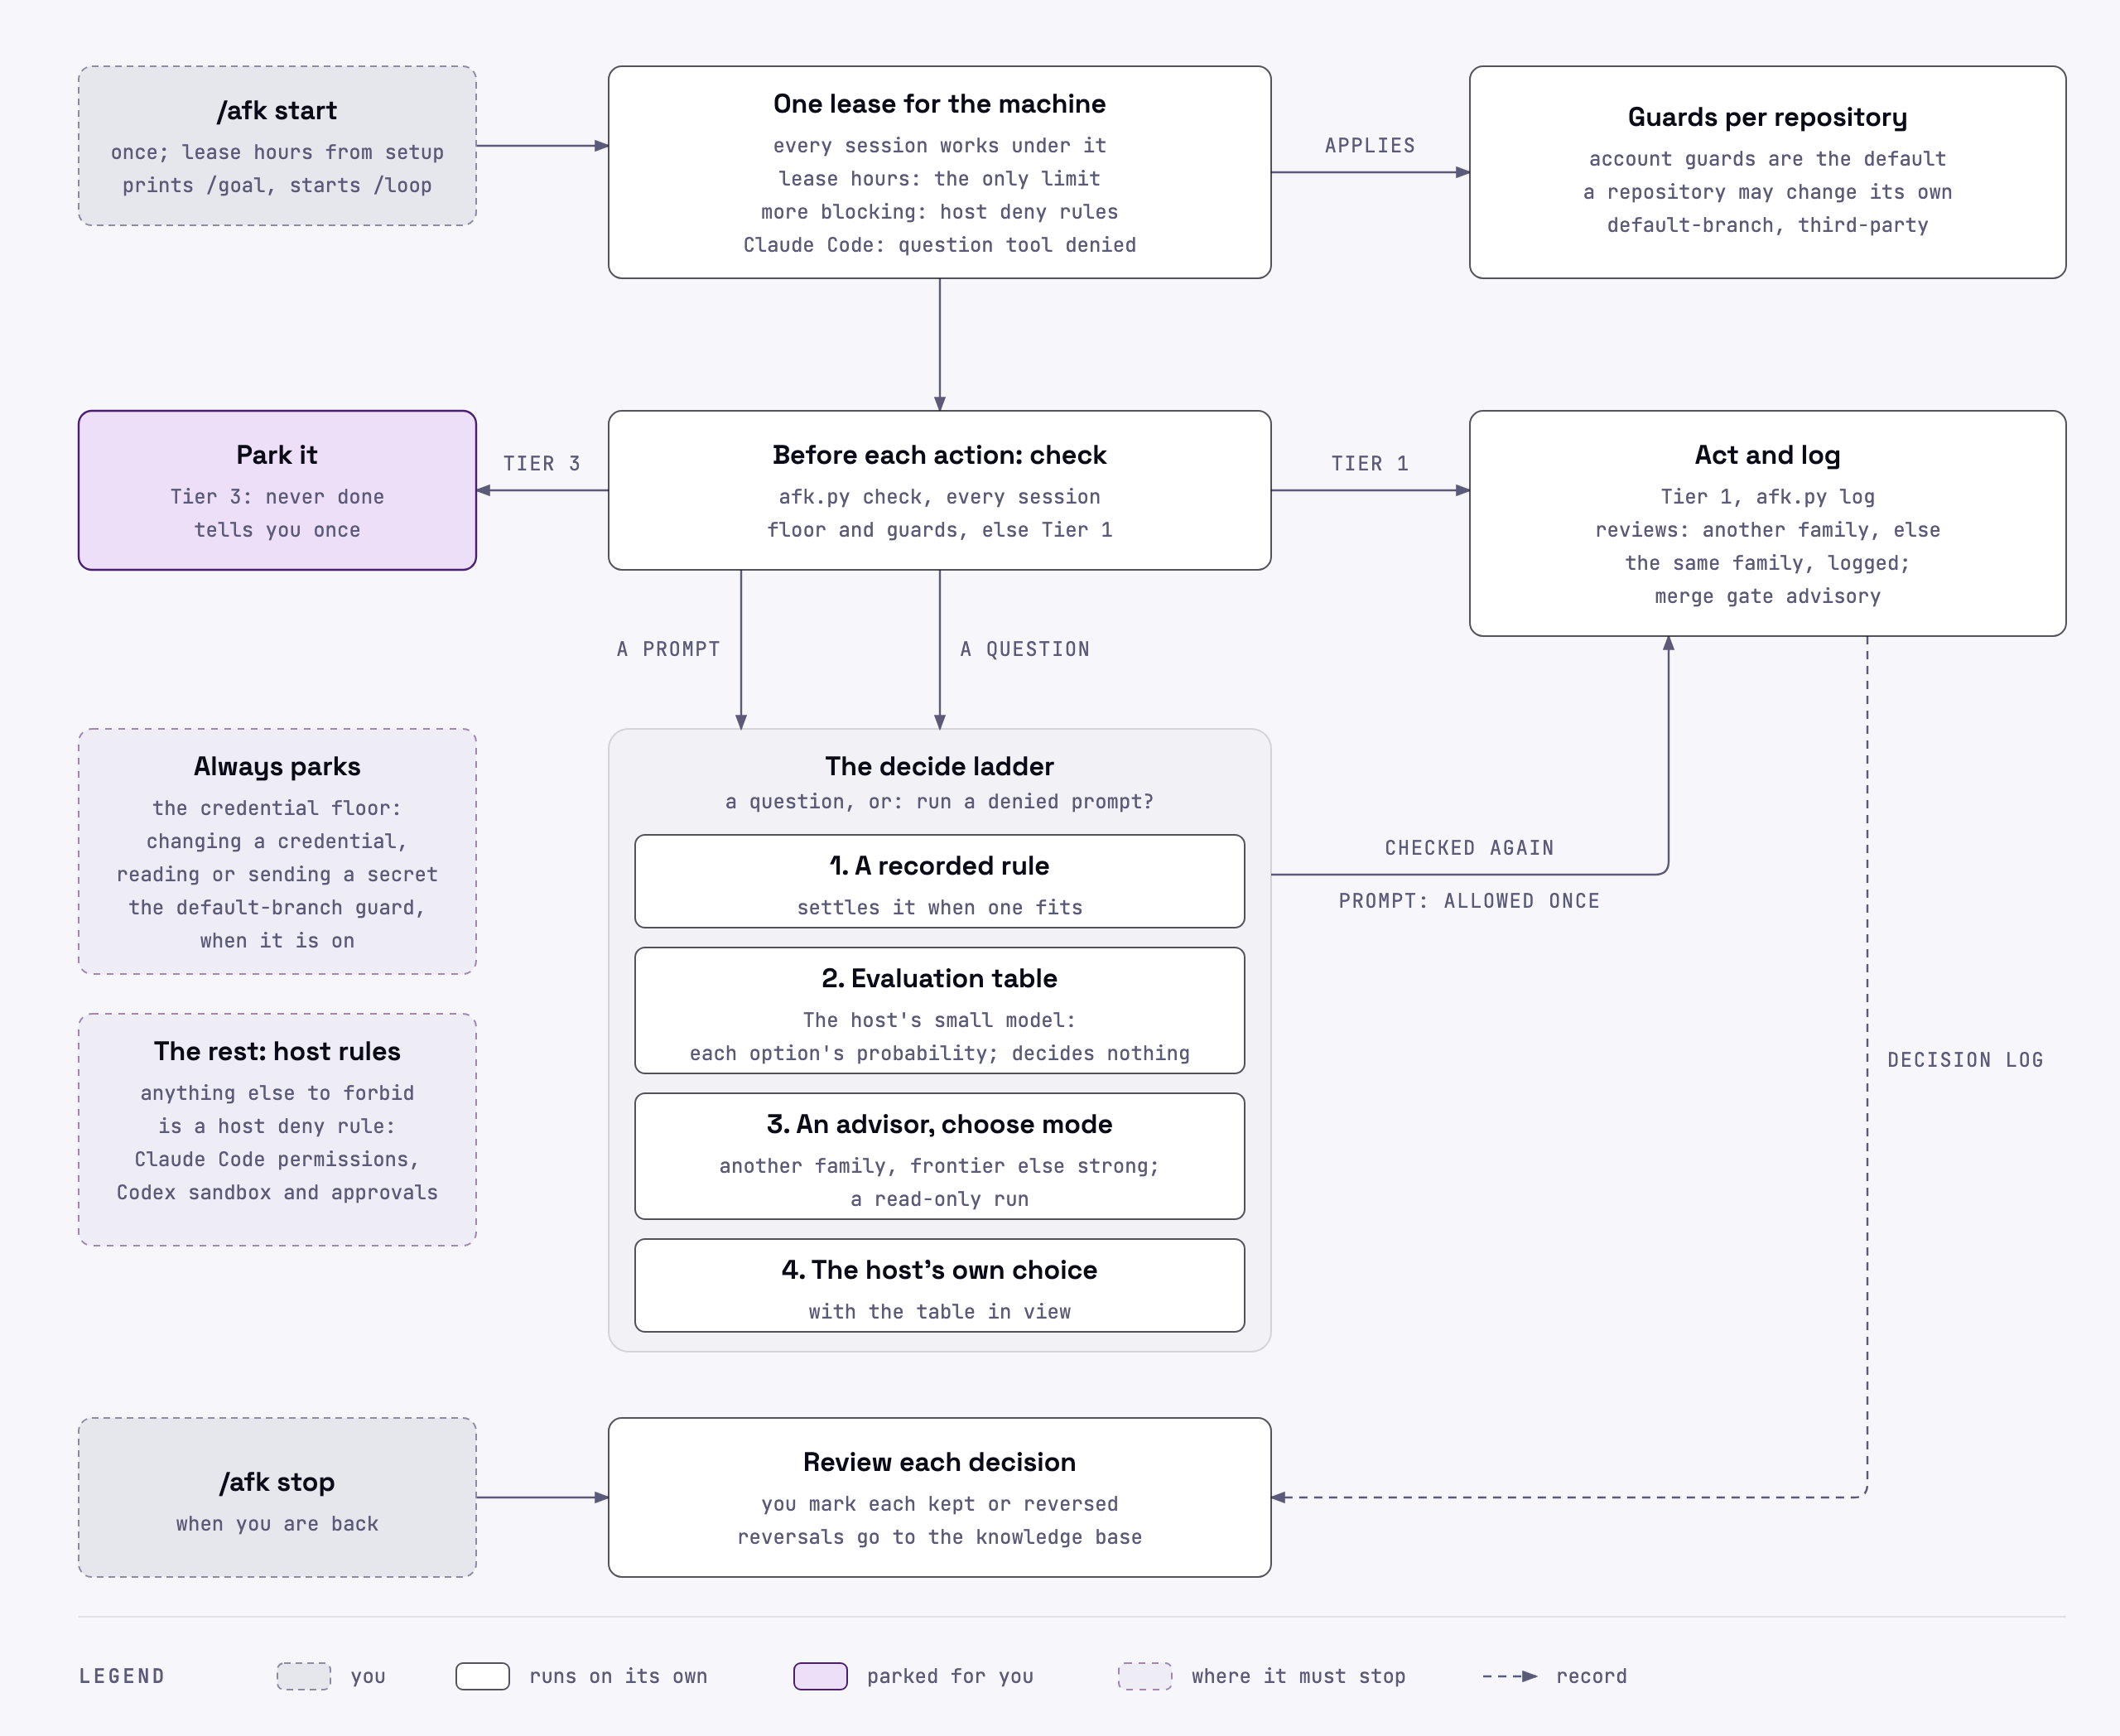 /afk start
once; lease hours from setup
prints /goal, starts /loop
One lease for the machine
every session works under it
lease hours: the only limit
more blocking: host deny rules
Claude Code: question tool denied
APPLIES
Guards per repository
account guards are the default
a repository may change its own
default-branch, third-party
Park it
Tier 3: never done
tells you once
TIER 3
Before each action: check
afk.py check, every session
floor and guards, else Tier 1
TIER 1
Act and log
Tier 1, afk.py log
reviews: another family, else
the same family, logged;
merge gate advisory
A PROMPT
A QUESTION
Always parks
the credential floor:
changing a credential,
reading or sending a secret
the default-branch guard,
when it is on
The rest: host rules
anything else to forbid
is a host deny rule:
Claude Code permissions,
Codex sandbox and approvals
The decide ladder
a question, or: run a denied prompt?
1. A recorded rule
settles it when one fits
2. Evaluation table
The host's small model:
each option's probability; decides nothing
3. An advisor, choose mode
another family, frontier else strong;
a read-only run
4. The host’s own choice
with the table in view
CHECKED AGAIN
PROMPT: ALLOWED ONCE
DECISION LOG
/afk stop
when you are back
Review each decision
you mark each kept or reversed
reversals go to the knowledge base
LEGEND
you
runs on its own
parked for you
where it must stop
record